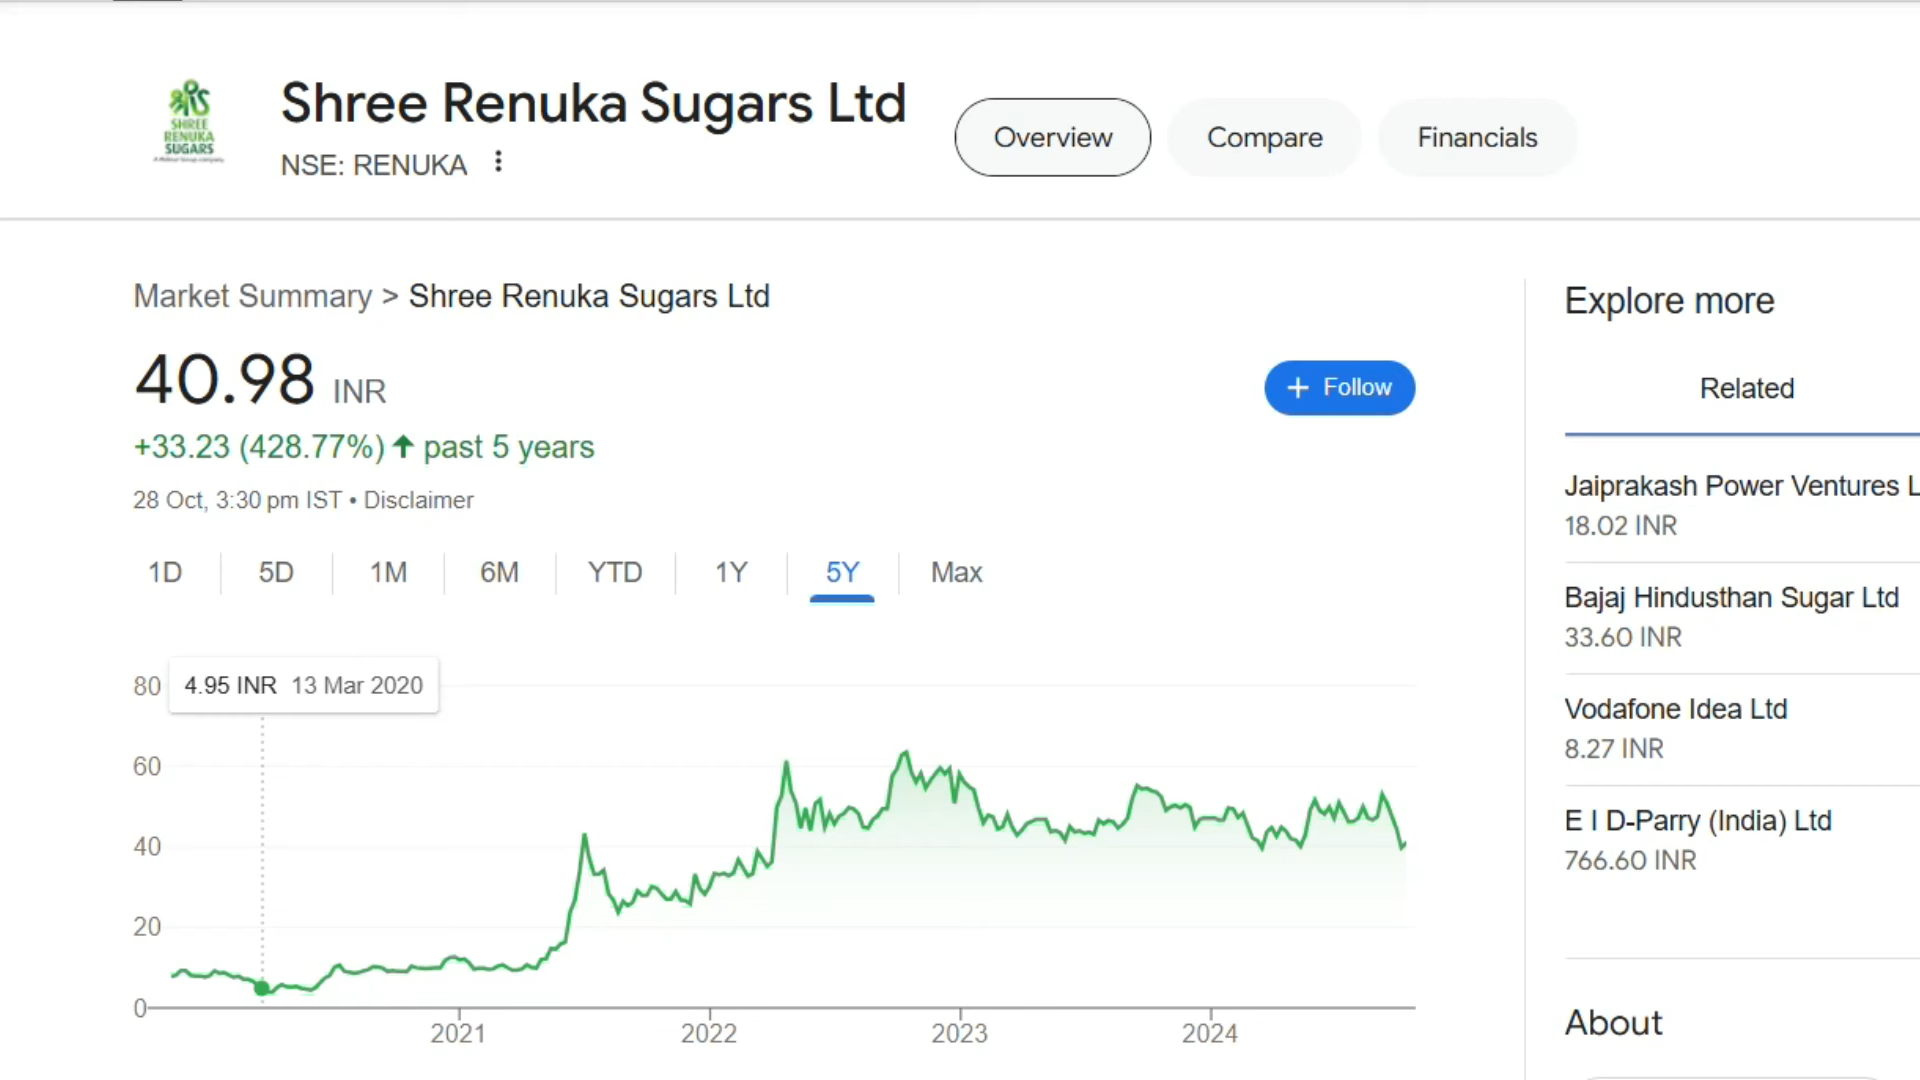 SHREE
RENUKA
SUGARS
Shree Renuka Sugars Ltd
NSE: RENUKA
Overview
Compare
Financials
Market Summary > Shree Renuka Sugars Ltd
40.98 INR
+ Follow
+33.23 (428.77%) ↑ past 5 years
28 Oct, 3:30 pm IST • Disclaimer
1D
5D
1M
6M
YTD
1Y
5Y
Max
4.95 INR 13 Mar 2020
80
60
40
20
0
2021
2022
2023
2024
Explore more
Related
Jaiprakash Power Ventures L
18.02 INR
Bajaj Hindusthan Sugar Ltd
33.60 INR
Vodafone Idea Ltd
8.27 INR
E I D-Parry (India) Ltd
766.60 INR
About